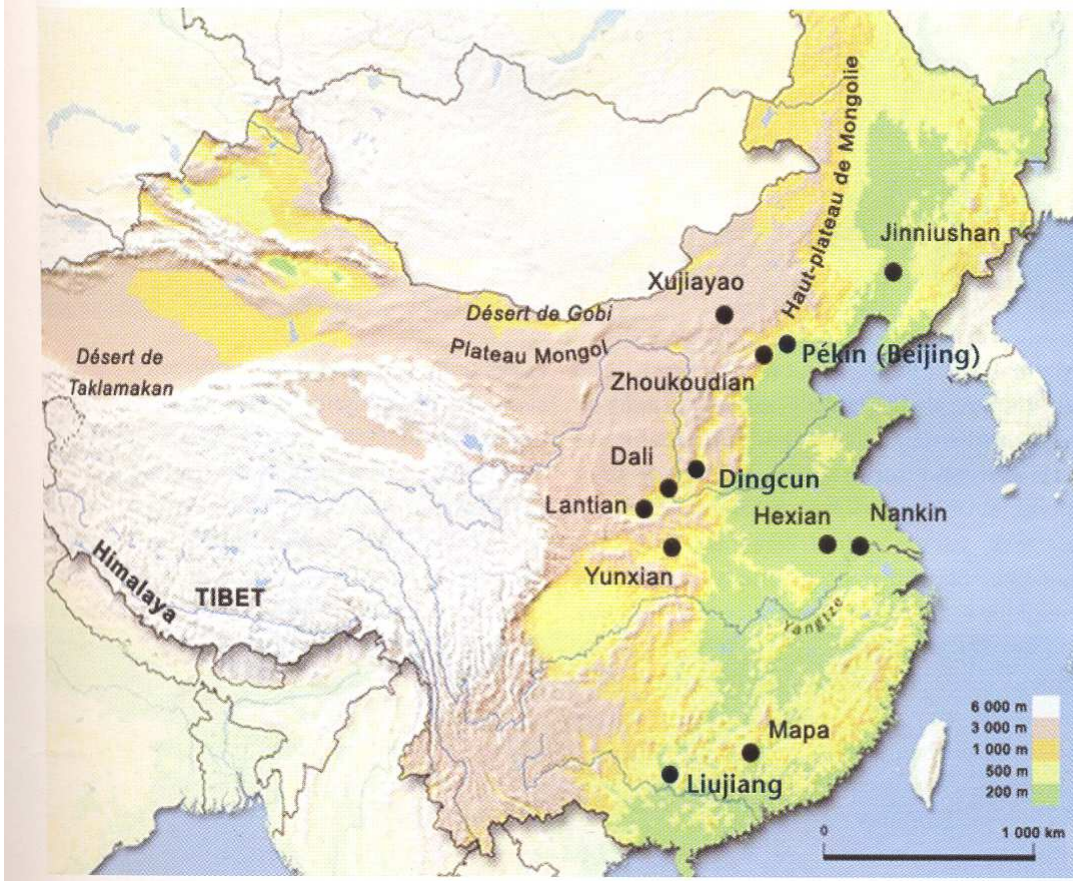 Haut-plateau de Mongolie
Jinniushan
Xujiayao
Désert de Gobi
Plateau Mongol
Pékin (Beijing)
Zhoukoudian
Désert de
Taklamakan
Dali
Dingcun
Lantian
Hexian
Nankin
Yunxian
Himalaya
TIBET
Yangtze
Mapa
Liujiang
6 000 m
3 000 m
1 000 m
500 m
200 m
0
1 000 km